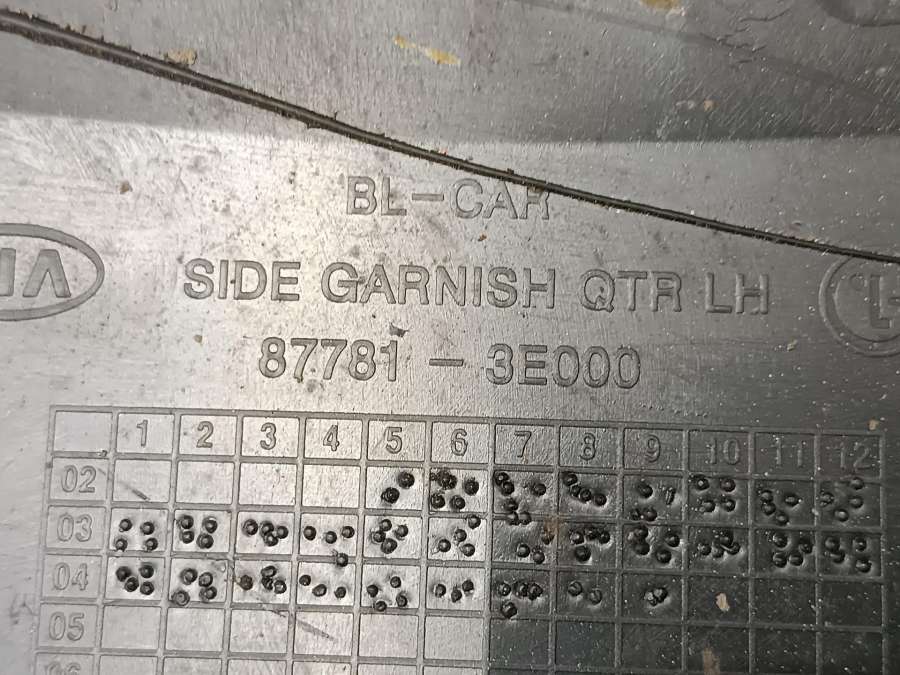 BL-CAR
SIDE GARNISH QTR LH
87781-3E000
1 2 3 4 5 6 7 8 9 10 11 12
02
03
04
05